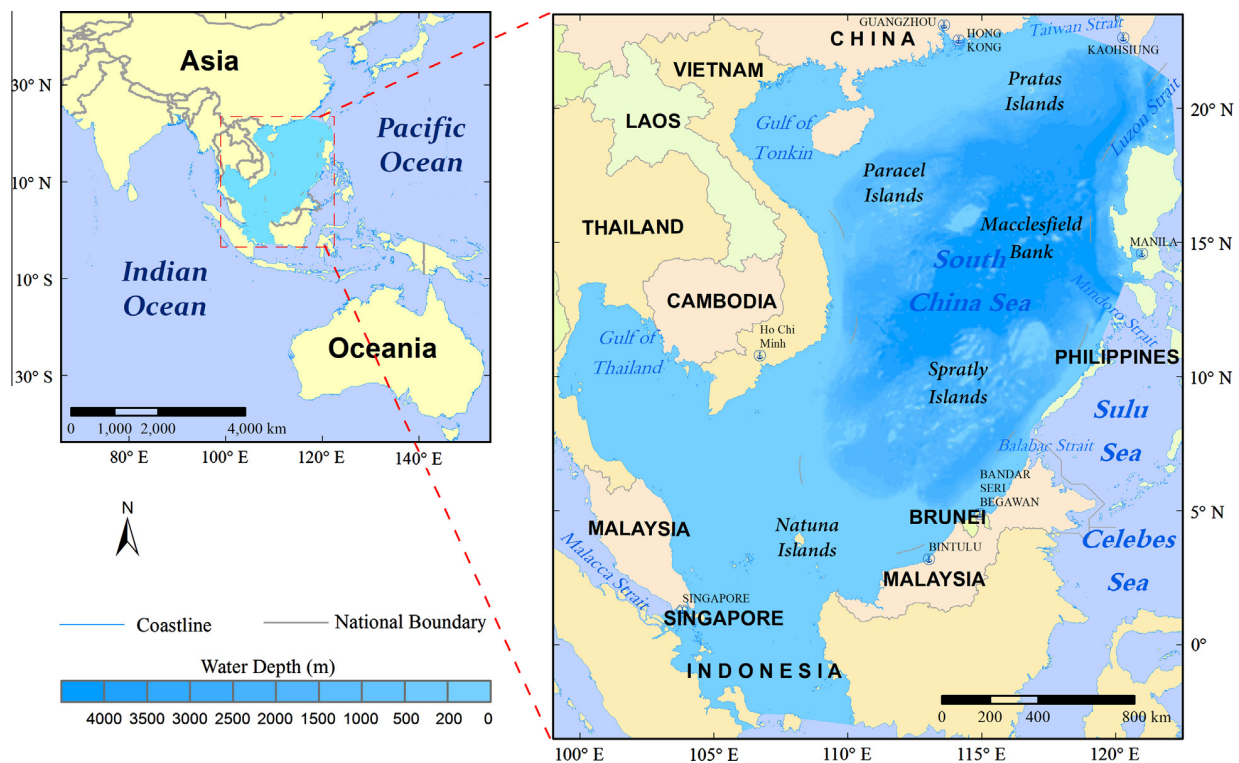 Asia
Pacific
Ocean
Indian
Ocean
Oceania
30° N
10° N
10° S
30° S
0
1,000
2,000
4,000 km
80° E
100° E
120° E
140° E
N
Coastline
National Boundary
Water Depth (m)
4000
3500
3000
2500
2000
1500
1000
500
0
GUANGZHOU
CHINA
HONG
KONG
Taiwan Strait
KAOHSIUNG
VIETNAM
Pratas
Islands
Luzon Strait
LAOS
Gulf of
Tonkin
Paracel
Islands
THAILAND
Macclesfield
Bank
MANILA
South
China Sea
Mindoro Strait
CAMBODIA
Ho Chi
Minh
Gulf of
Thailand
PHILIPPINES
Spratly
Islands
Sulu
Sea
Balabac Strait
BANDAR
SERI
BEGAWAN
BRUNEI
MALAYSIA
Natuna
Islands
Celebes
Sea
BINTULU
MALAYSIA
Malacca Strait
SINGAPORE
SINGAPORE
INDONESIA
0
200
400
800 km
20° N
15° N
10° N
5° N
0°
100° E
105° E
110° E
115° E
120° E